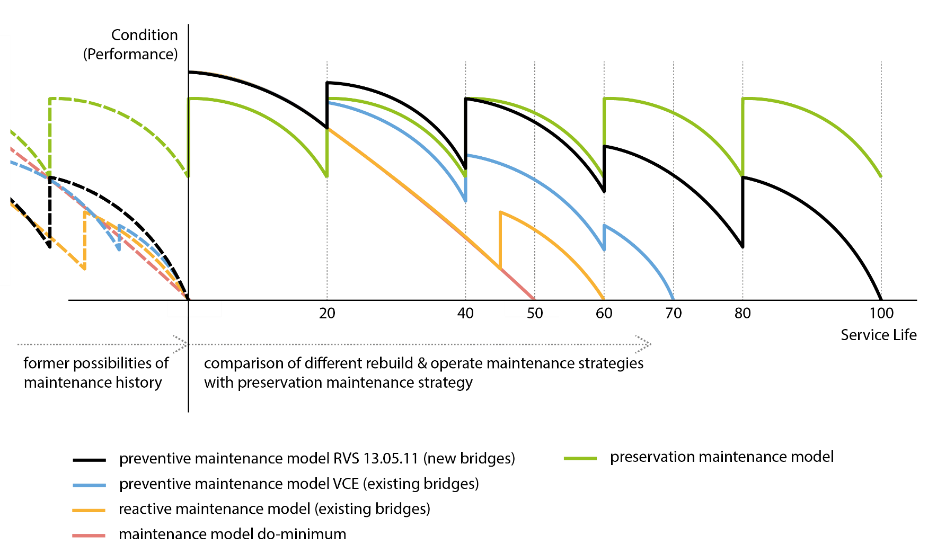 Condition
(Performance)
20
40
50
60
70
80
100
Service Life
former possibilities of
maintenance history
comparison of different rebuild & operate maintenance strategies
with preservation maintenance strategy
preventive maintenance model RVS 13.05.11 (new bridges)
preservation maintenance model
preventive maintenance model VCE (existing bridges)
reactive maintenance model (existing bridges)
maintenance model do-minimum